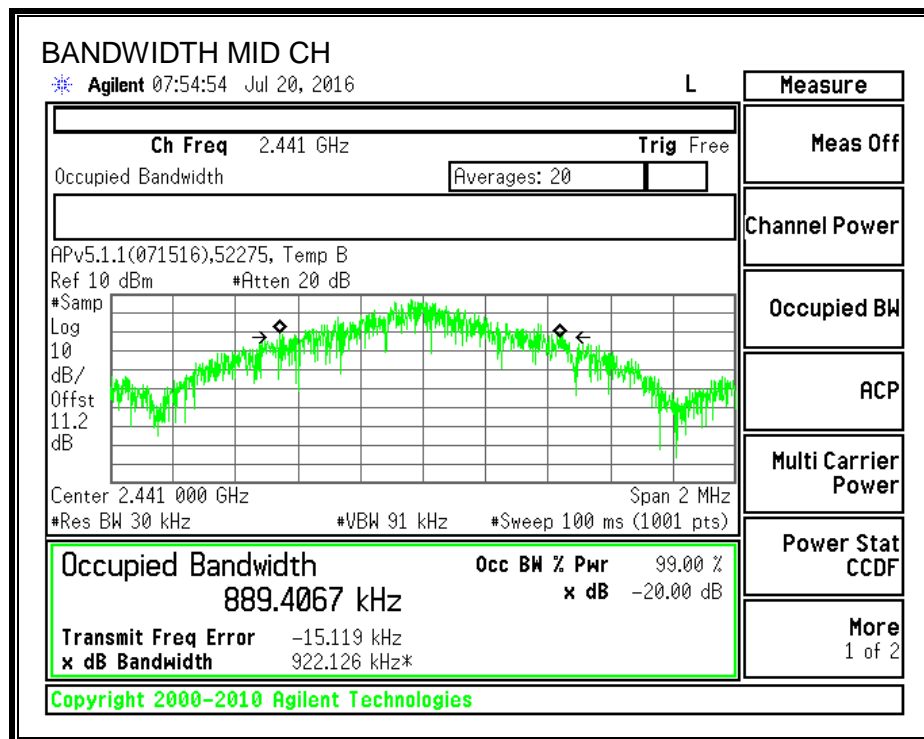 BANDWIDTH MID CH
Agilent 07:54:54 Jul 20, 2016 L
Measure
Ch Freq 2.441 GHz Trig Free
Occupied Bandwidth Averages: 20
APv5.1.1(071516),52275, Temp B
Ref 10 dBm #Atten 20 dB
#Samp
Log
10
dB/
Offst
11.2
dB
Center 2.441 000 GHz Span 2 MHz
#Res BW 30 kHz #VBW 91 kHz #Sweep 100 ms (1001 pts)
Occupied Bandwidth Occ BW % Pwr 99.00 %
889.4067 kHz x dB -20.00 dB
Transmit Freq Error -15.119 kHz
x dB Bandwidth 922.126 kHz*
Meas Off
Channel Power
Occupied BW
ACP
Multi Carrier
Power
Power Stat
CCDF
More
1 of 2
Copyright 2000-2010 Agilent Technologies